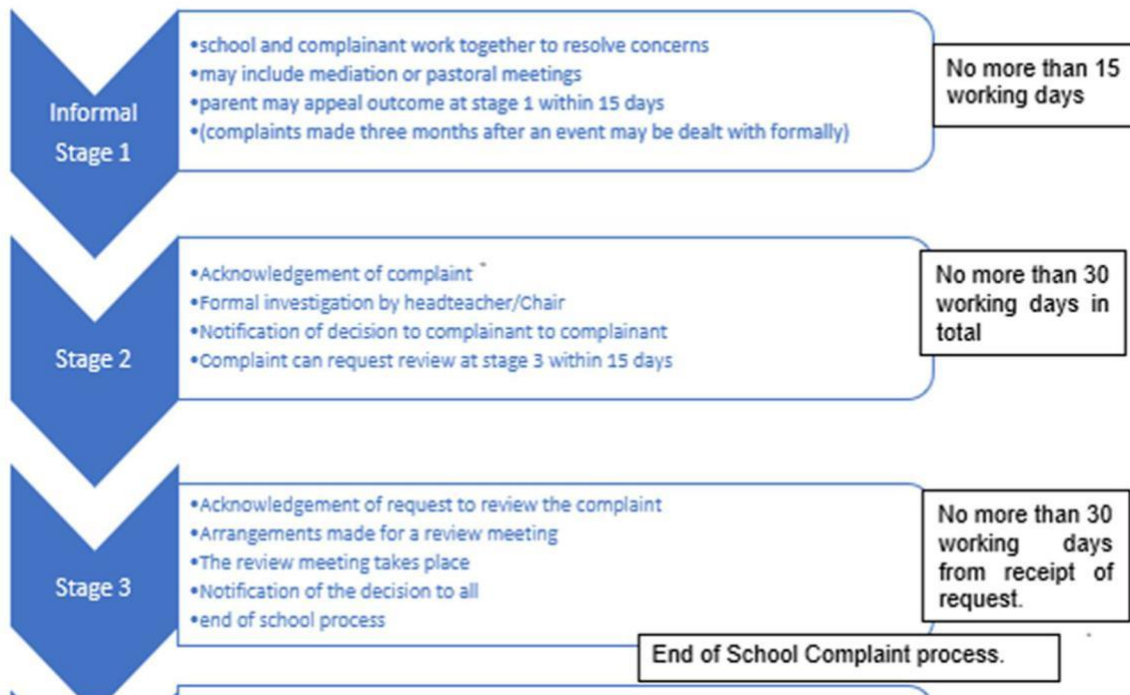 Informal
Stage 1
•school and complainant work together to resolve concerns
•may include mediation or pastoral meetings
•parent may appeal outcome at stage 1 within 15 days
•(complaints made three months after an event may be dealt with formally)
No more than 15
working days
Stage 2
•Acknowledgement of complaint
•Formal investigation by headteacher/Chair
•Notification of decision to complainant to complainant
•Complaint can request review at stage 3 within 15 days
No more than 30
working days in
total
Stage 3
•Acknowledgement of request to review the complaint
•Arrangements made for a review meeting
•The review meeting takes place
•Notification of the decision to all
•end of school process
No more than 30
working days
from receipt of
request.
End of School Complaint process.